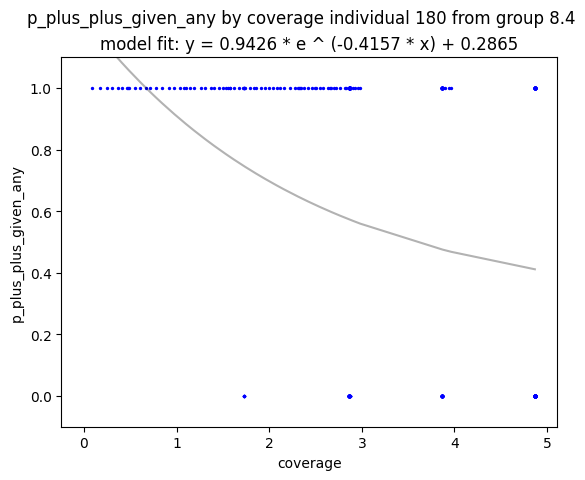 p_plus_plus_given_any by coverage individual 180 from group 8.4
model fit: y = 0.9426 * e ^ (-0.4157 * x) + 0.2865
1.0
0.8
0.6
0.4
0.2
0.0
p_plus_plus_given_any
0 1 2 3 4 5
coverage